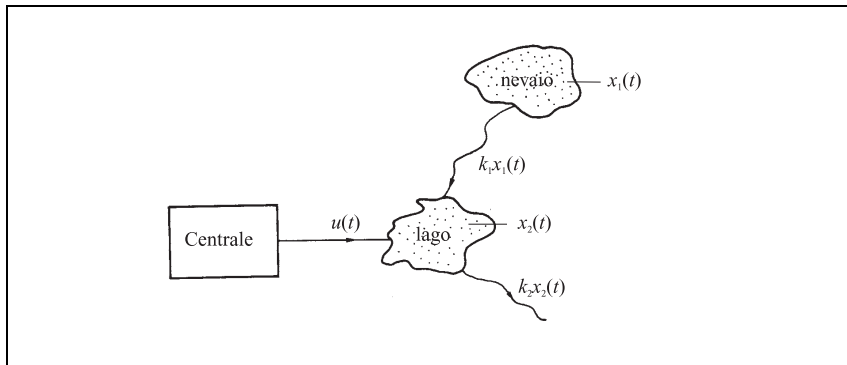 nevaio
x₁(t)
k₁x₁(t)
Centrale
u(t)
lago
x₂(t)
k₂x₂(t)